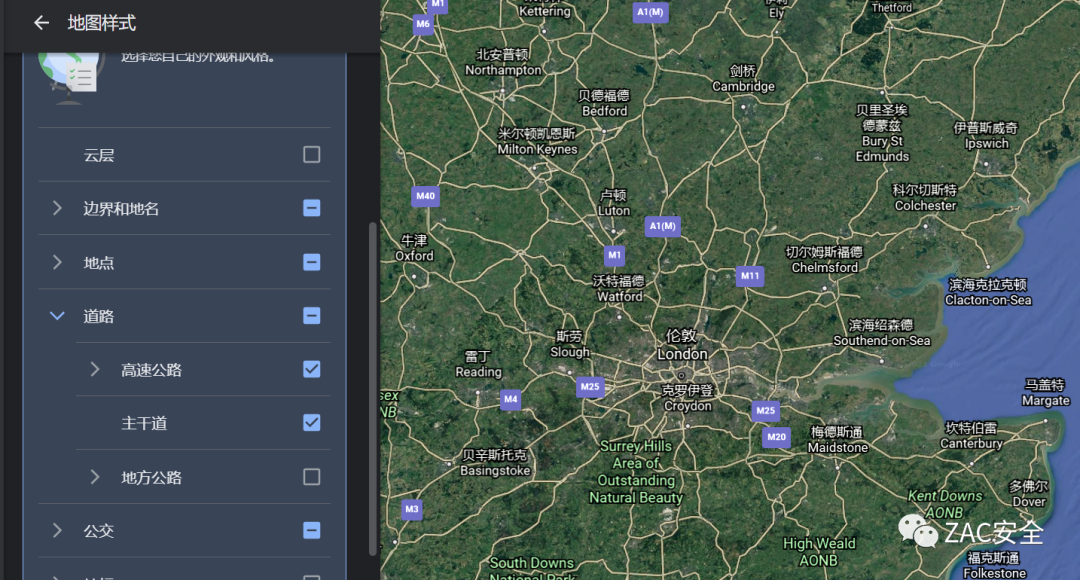 地图样式
选择您自己的外观和风格。
云层
边界和地名
地点
道路
高速公路
主干道
地方公路
公交
M1
M6
Kettering
A1(M)
Ely
Thetford
北安普顿
Northampton
剑桥
Cambridge
贝德福德
Bedford
米尔顿凯恩斯
Milton Keynes
贝里圣埃
德蒙兹
Bury St
Edmunds
伊普斯威奇
Ipswich
M40
卢顿
Luton
科尔切斯特
Colchester
A1(M)
牛津
Oxford
M1
切尔姆斯福德
Chelmsford
M11
沃特福德
Watford
滨海克拉克顿
Clacton-on-Sea
斯劳
Slough
伦敦
London
滨海绍森德
Southend-on-Sea
雷丁
Reading
M25
M4
克罗伊登
Croydon
马盖特
Margate
M25
M20
梅德斯通
Maidstone
坎特伯雷
Canterbury
贝辛斯托克
Basingstoke
Surrey Hills
Area of
Outstanding
Natural Beauty
多佛尔
Dover
M3
Kent Downs
AONB
ZAC安全
High Weald
AONB
福克斯通
Folkestone
South Downs
National Park